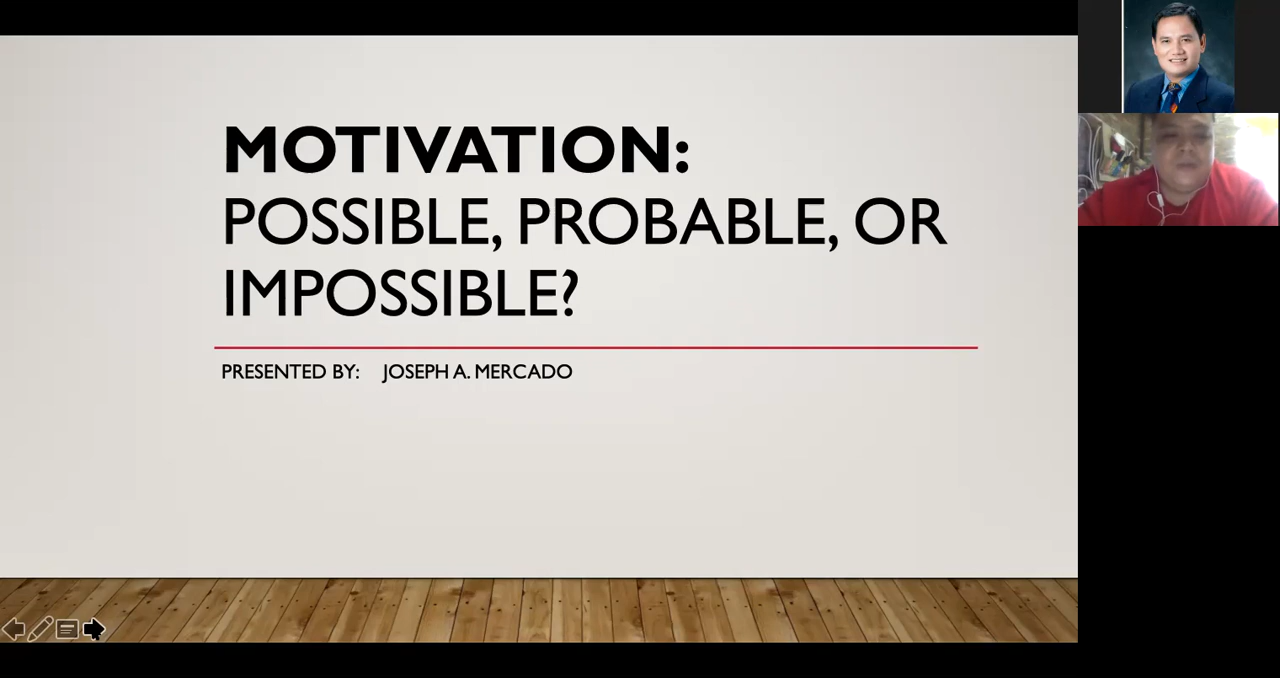 MOTIVATION:
POSSIBLE, PROBABLE, OR
IMPOSSIBLE?
PRESENTED BY: JOSEPH A. MERCADO